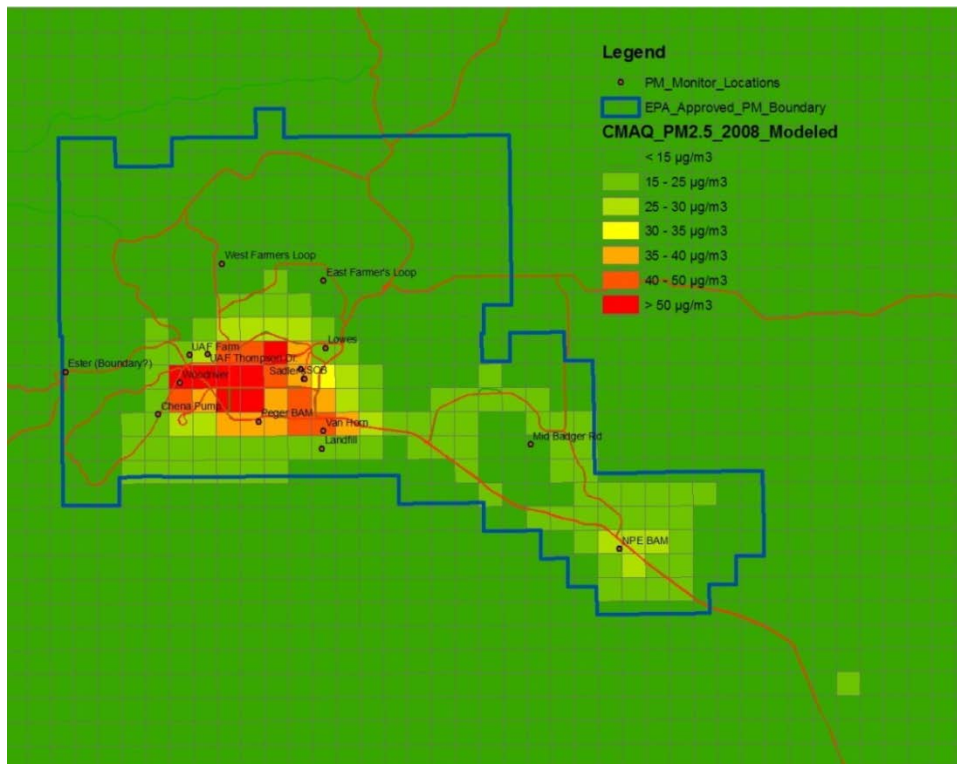 Legend
PM_Monitor_Locations
EPA_Approved_PM_Boundary
CMAQ_PM2.5_2008_Modeled
< 15 µg/m3
15 - 25 µg/m3
25 - 30 µg/m3
30 - 35 µg/m3
35 - 40 µg/m3
40 - 50 µg/m3
> 50 µg/m3
West Farmers Loop
East Farmer's Loop
Lowes
UAF Farm
UAF Thompson Dr.
Ester (Boundary?)
Woodriver
Chena Pump
Peger BAM
Van Horn
Landfill
Mid Badger Rd
NPE BAM